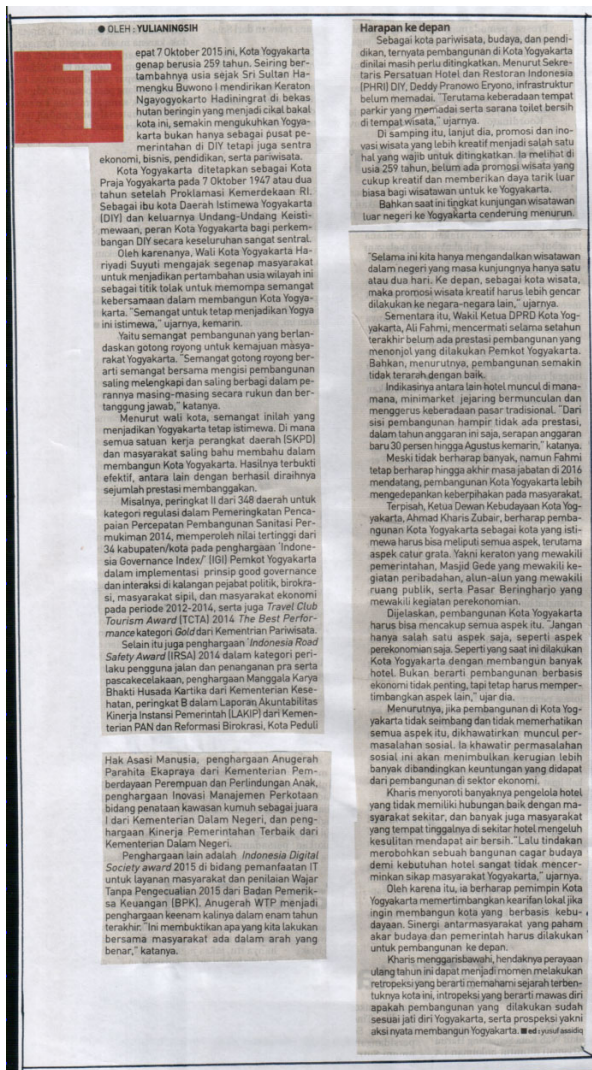 ● OLEH : YULIANINGSIH
T
epat 7 Oktober 2015 ini, Kota Yogyakarta
genap berusia 259 tahun. Seiring ber-
tambahnya usia sejak Sri Sultan Ha-
mengku Buwono I mendirikan Keraton
Ngayogyokarto Hadiningrat di bekas
hutan beringin yang menjadi cikal bakal
kota ini, semakin mengukuhkan Yogya-
karta bukan hanya sebagai pusat pe-
merintahan di DIY tetapi juga sentra
ekonomi, bisnis, pendidikan, serta pariwisata.
Kota Yogyakarta ditetapkan sebagai Kota
Praja Yogyakarta pada 7 Oktober 1947 atau dua
tahun setelah Proklamasi Kemerdekaan RI.
Sebagai ibu kota Daerah Istimewa Yogyakarta
(DIY) dan keluarnya Undang-Undang Keisti-
mewaan, peran Kota Yogyakarta bagi perkem-
bangan DIY secara keseluruhan sangat sentral.
Oleh karenanya, Wali Kota Yogyakarta Ha-
riyadi Suyuti mengajak segenap masyarakat
untuk menjadikan pertambahan usia wilayah ini
sebagai titik tolak untuk memompa semangat
kebersamaan dalam membangun Kota Yogya-
karta. "Semangat untuk tetap menjadikan Yogya
ini istimewa," ujarnya, kemarin.
Yaitu semangat pembangunan yang berlan-
daskan gotong royong untuk kemajuan masya-
rakat Yogyakarta. "Semangat gotong royong ber-
arti semangat bersama mengisi pembangunan
saling melengkapi dan saling berbagi dalam pe-
rannya masing-masing secara rukun dan ber-
tanggung jawab," katanya.
Menurut wali kota, semangat inilah yang
menjadikan Yogyakarta tetap istimewa. Di mana
semua satuan kerja perangkat daerah (SKPD)
dan masyarakat saling bahu membahu dalam
membangun Kota Yogyakarta. Hasilnya terbukti
efektif, antara lain dengan berhasil diraihnya
sejumlah prestasi membanggakan.
Misalnya, peringkat II dari 348 daerah untuk
kategori regulasi dalam Pemeringkatan Penca-
paian Percepatan Pembangunan Sanitasi Per-
mukiman 2014, memperoleh nilai tertinggi dari
34 kabupaten/kota pada penghargaan 'Indone-
sia Governance Index/' (IGI) Pemkot Yogyakarta
dalam implementasi prinsip good governance
dan interaksi di kalangan pejabat politik, birokra-
si, masyarakat sipil, dan masyarakat ekonomi
pada periode 2012-2014, serta juga Travel Club
Tourism Award (TCTA) 2014 The Best Perfor-
mance kategori Gold dari Kementrian Pariwisata.
Selain itu juga penghargaan 'Indonesia Road
Safety Award (IRSA) 2014 dalam kategori peri-
laku pengguna jalan dan penanganan pra serta
pascakecelakaan, penghargaan Manggala Karya
Bhakti Husada Kartika dari Kementerian Kese-
hatan, peringkat B dalam Laporan Akuntabilitas
Kinerja Instansi Pemerintah (LAKIP) dari Kemen-
terian PAN dan Reformasi Birokrasi, Kota Peduli
Hak Asasi Manusia, penghargaan Anugerah
Parahita Ekapraya dari Kementerian Pem-
berdayaan Perempuan dan Perlindungan Anak,
penghargaan Inovasi Manajemen Perkotaan
bidang penataan kawasan kumuh sebagai juara
I dari Kementerian Dalam Negeri, dan peng-
hargaan Kinerja Pemerintahan Terbaik dari
Kementerian Dalam Negeri.
Penghargaan lain adalah Indonesia Digital
Society award 2015 di bidang pemanfaatan IT
untuk layanan masyarakat dan penilaian Wajar
Tanpa Pengecualian 2015 dari Badan Pemerik-
sa Keuangan (BPK). Anugerah WTP menjadi
penghargaan keenam kalinya dalam enam tahun
terakhir. "Ini membuktikan apa yang kita lakukan
bersama masyarakat ada dalam arah yang
benar," katanya.
Harapan ke depan
Sebagai kota pariwisata, budaya, dan pendi-
dikan, ternyata pembangunan di Kota Yogyakarta
dinilai masih perlu ditingkatkan. Menurut Sekre-
taris Persatuan Hotel dan Restoran Indonesia
(PHRI) DIY, Deddy Pranowo Eryono, infrastruktur
belum memadai. "Terutama keberadaan tempat
parkir yang memadai serta sarana toilet bersih
di tempat wisata," ujarnya.
Di samping itu, lanjut dia, promosi dan ino-
vasi wisata yang lebih kreatif menjadi salah satu
hal yang wajib untuk ditingkatkan. Ia melihat di
usia 259 tahun, belum ada promosi wisata yang
cukup kreatif dan memberikan daya tarik luar
biasa bagi wisatawan untuk ke Yogyakarta.
Bahkan saat ini tingkat kunjungan wisatawan
luar negeri ke Yogyakarta cenderung menurun.
"Selama ini kita hanya mengandalkan wisatawan
dalam negeri yang masa kunjungnya hanya satu
atau dua hari. Ke depan, sebagai kota wisata,
maka promosi wisata kreatif harus lebih gencar
dilakukan ke negara-negara lain," ujarnya.
Sementara itu, Wakil Ketua DPRD Kota Yog-
yakarta, Ali Fahmi, mencermati selama setahun
terakhir belum ada prestasi pembangunan yang
menonjol yang dilakukan Pemkot Yogyakarta.
Bahkan, menurutnya, pembangunan semakin
tidak terarah dengan baik.
Indikasinya antara lain hotel muncul di mana-
mana, minimarket jejaring bermunculan dan
menggerus keberadaan pasar tradisional. "Dari
sisi pembangunan hampir tidak ada prestasi,
dalam tahun anggaran ini saja, serapan anggaran
baru 30 persen hingga Agustus kemarin," katanya.
Meski tidak berharap banyak, namun Fahmi
tetap berharap hingga akhir masa jabatan di 2016
mendatang, pembangunan Kota Yogyakarta lebih
mengedepankan keberpihakan pada masyarakat.
Terpisah, Ketua Dewan Kebudayaan Kota Yog-
yakarta, Ahmad Kharis Zubair, berharap pemba-
ngunan Kota Yogyakarta sebagai kota yang isti-
mewa harus bisa meliputi semua aspek, terutama
aspek catur grata. Yakni keraton yang mewakili
pemerintahan, Masjid Gede yang mewakili ke-
giatan peribadahan, alun-alun yang mewakili
ruang publik, serta Pasar Beringharjo yang
mewakili kegiatan perekonomian.
Dijelaskan, pembangunan Kota Yogyakarta
harus bisa mencakup semua aspek itu. "Jangan
hanya salah satu aspek saja, seperti aspek
perekonomian saja. Seperti yang saat ini dilakukan
Kota Yogyakarta dengan membangun banyak
hotel. Bukan berarti pembangunan berbasis
ekonomi tidak penting, tapi tetap harus memper-
timbangkan aspek lain," ujar dia.
Menurutnya, jika pembangunan di Kota Yog-
yakarta tidak seimbang dan tidak memerhatikan
semua aspek itu, dikhawatirkan muncul per-
masalahan sosial. Ia khawatir permasalahan
sosial ini akan menimbulkan kerugian lebih
banyak dibandingkan keuntungan yang didapat
dari pembangunan di sektor ekonomi.
Kharis menyoroti banyaknya pengelola hotel
yang tidak memiliki hubungan baik dengan ma-
syarakat sekitar, dan banyak juga masyarakat
yang tempat tinggalnya di sekitar hotel mengeluh
kesulitan mendapat air bersih. "Lalu tindakan
merobohkan sebuah bangunan cagar budaya
demi kebutuhan hotel sangat tidak mencer-
minkan sikap masyarakat Yogyakarta," ujarnya.
Oleh karena itu, ia berharap pemimpin Kota
Yogyakarta mempertimbangkan kearifan lokal jika
ingin membangun kota yang berbasis kebu-
dayaan. Sinergi antarmasyarakat yang paham
akar budaya dan pemerintah harus dilakukan
untuk pembangunan ke depan.
Kharis menggarisbawahi, hendaknya perayaan
ulang tahun ini dapat menjadi momen melakukan
retropeksi yang berarti memahami sejarah terben-
tuknya kota ini, intropeksi yang berarti mawas diri
apakah pembangunan yang dilakukan sudah
sesuai jati diri Yogyakarta, serta prospeksi yakni
aksi nyata membangun Yogyakarta. ■ ed : yusuf assidiq